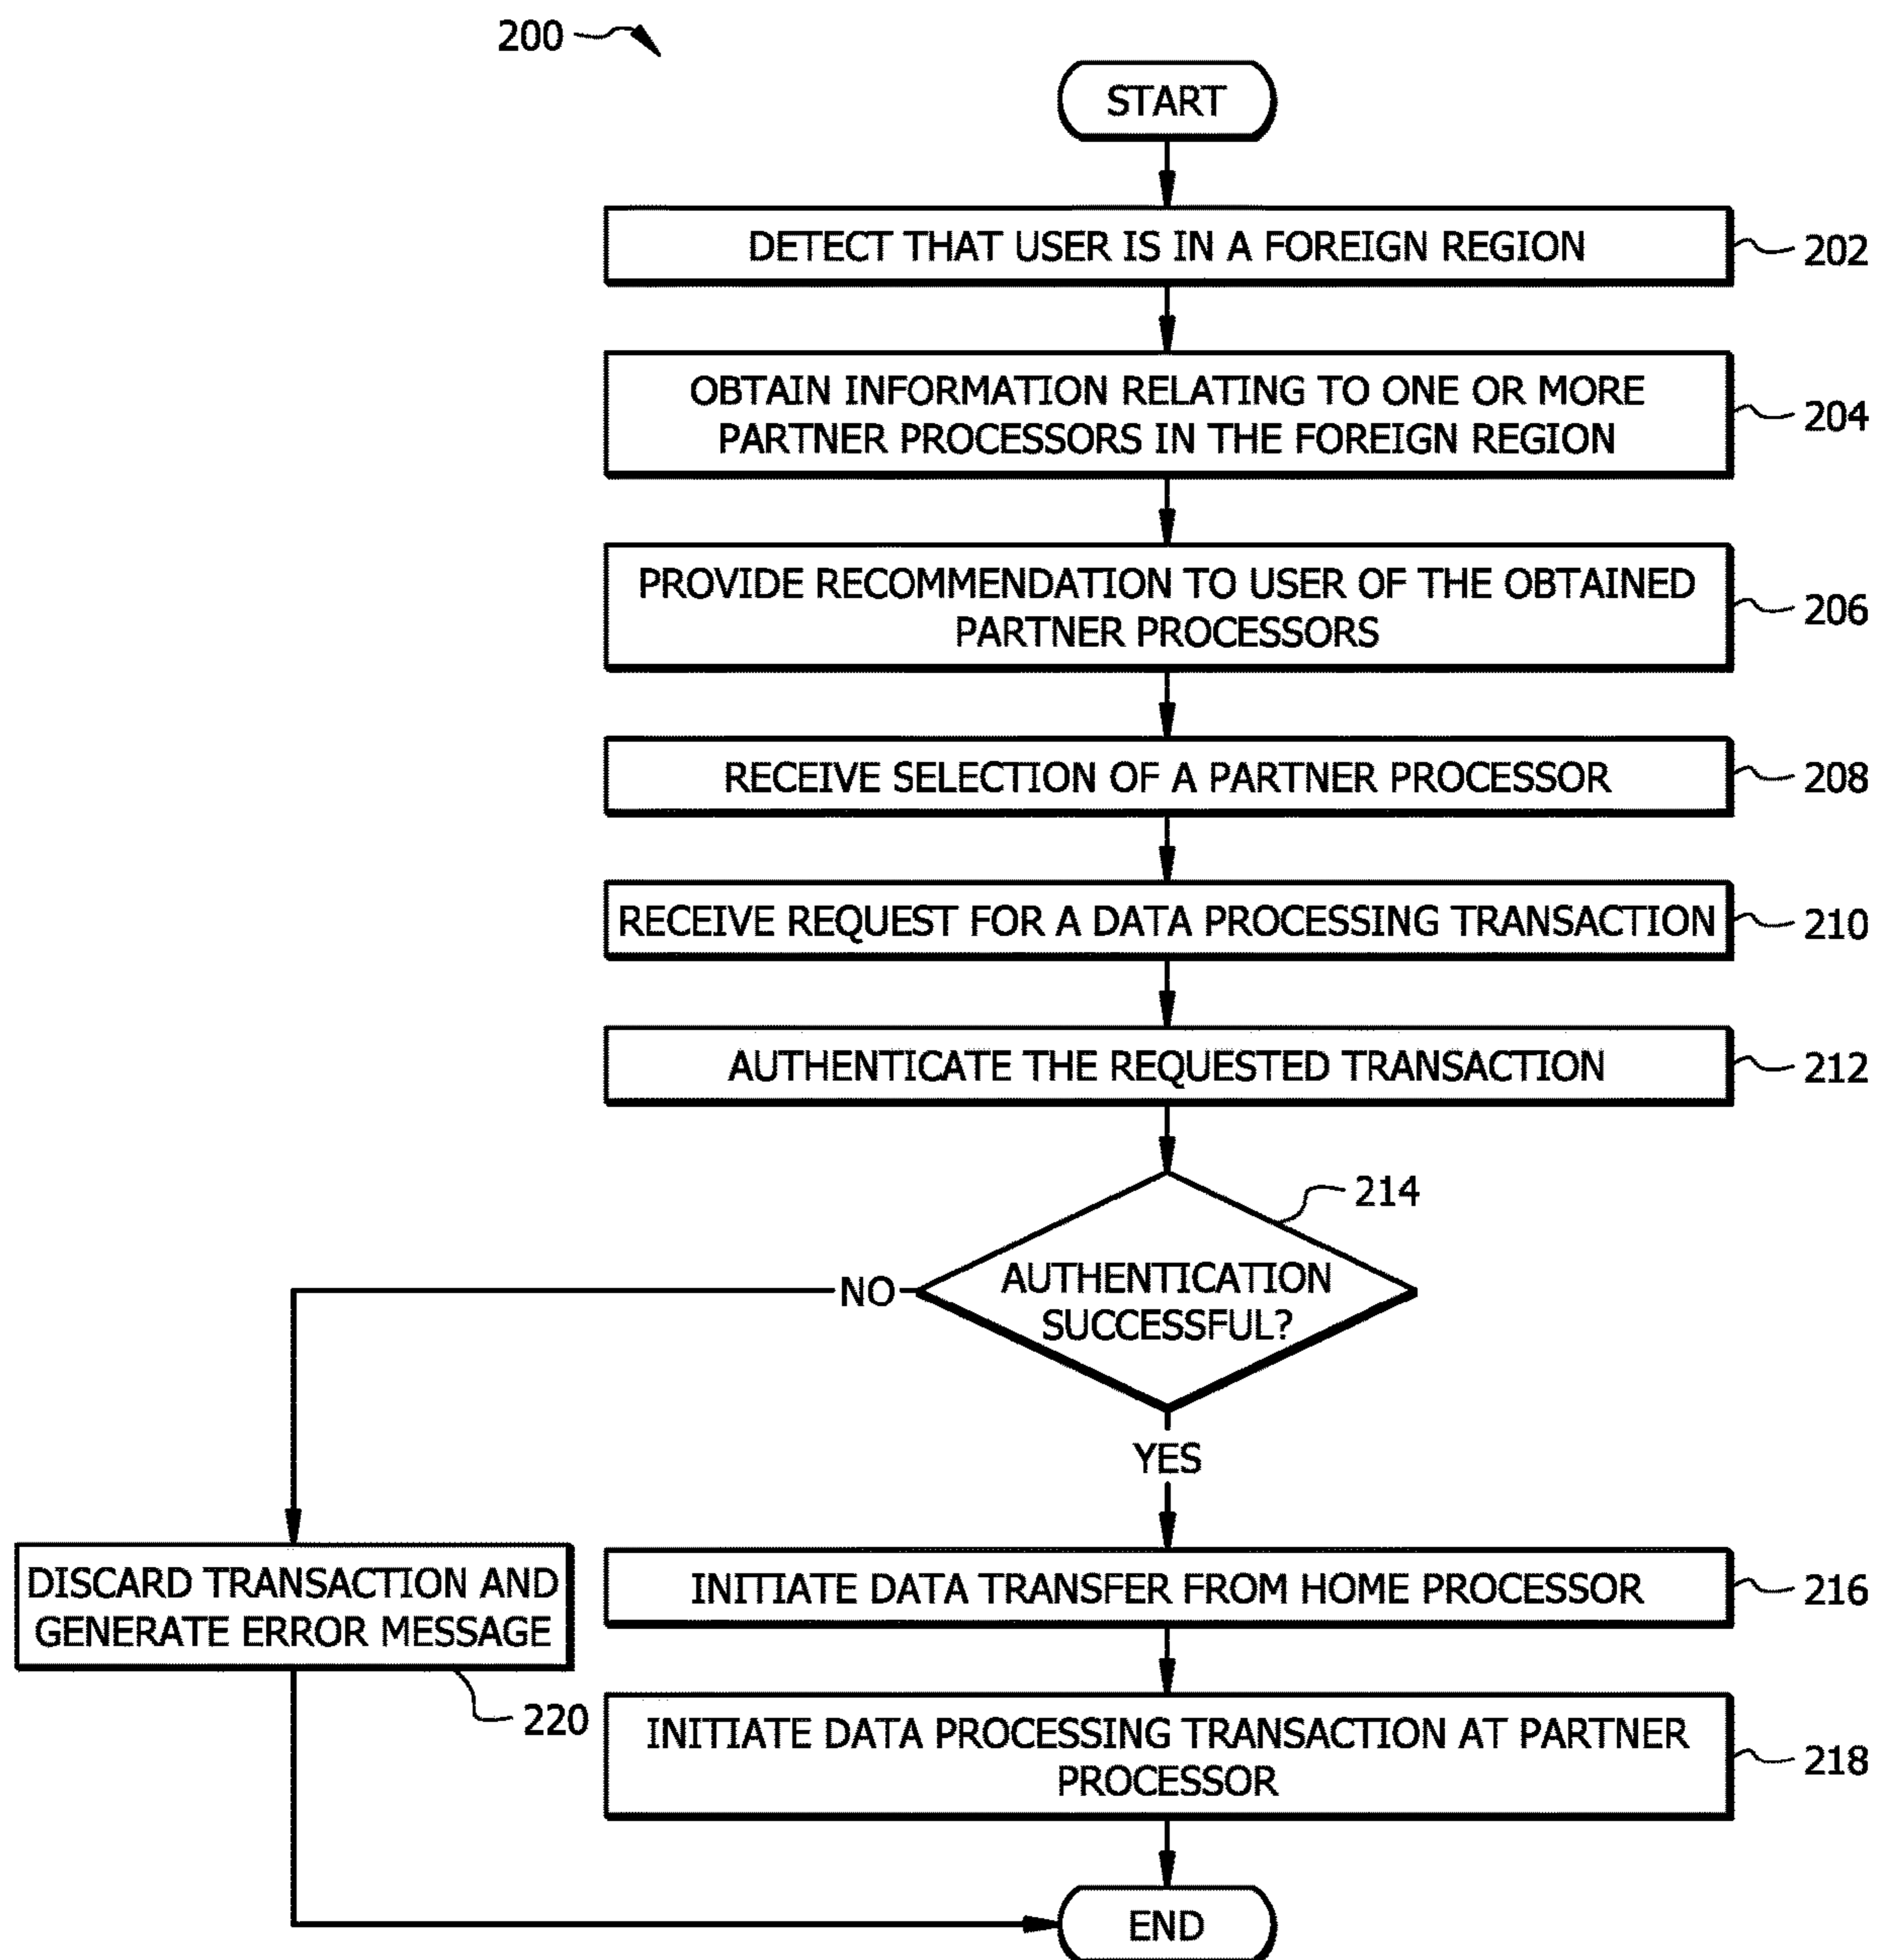 200
START
DETECT THAT USER IS IN A FOREIGN REGION
202
OBTAIN INFORMATION RELATING TO ONE OR MORE
PARTNER PROCESSORS IN THE FOREIGN REGION
204
PROVIDE RECOMMENDATION TO USER OF THE OBTAINED
PARTNER PROCESSORS
206
RECEIVE SELECTION OF A PARTNER PROCESSOR
208
RECEIVE REQUEST FOR A DATA PROCESSING TRANSACTION
210
AUTHENTICATE THE REQUESTED TRANSACTION
212
214
AUTHENTICATION
SUCCESSFUL?
NO
YES
DISCARD TRANSACTION AND
GENERATE ERROR MESSAGE
220
INITIATE DATA TRANSFER FROM HOME PROCESSOR
216
INITIATE DATA PROCESSING TRANSACTION AT PARTNER
PROCESSOR
218
END